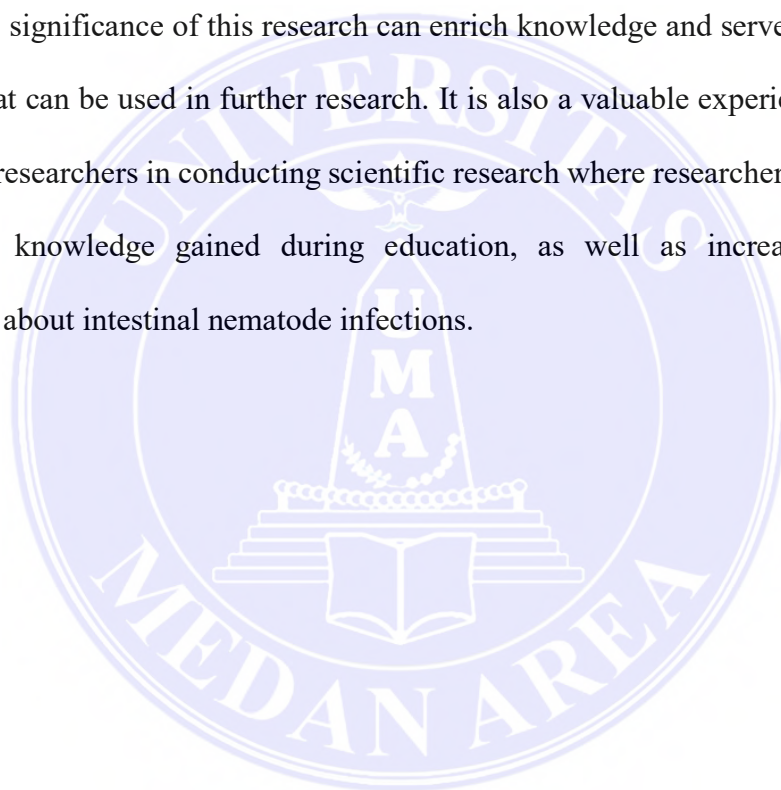 significance of this research can enrich knowledge and serve
at can be used in further research. It is also a valuable experi
researchers in conducting scientific research where researcher
knowledge gained during education, as well as increa
about intestinal nematode infections.
UNIVERSITAS
UMA
MEDAN AREA